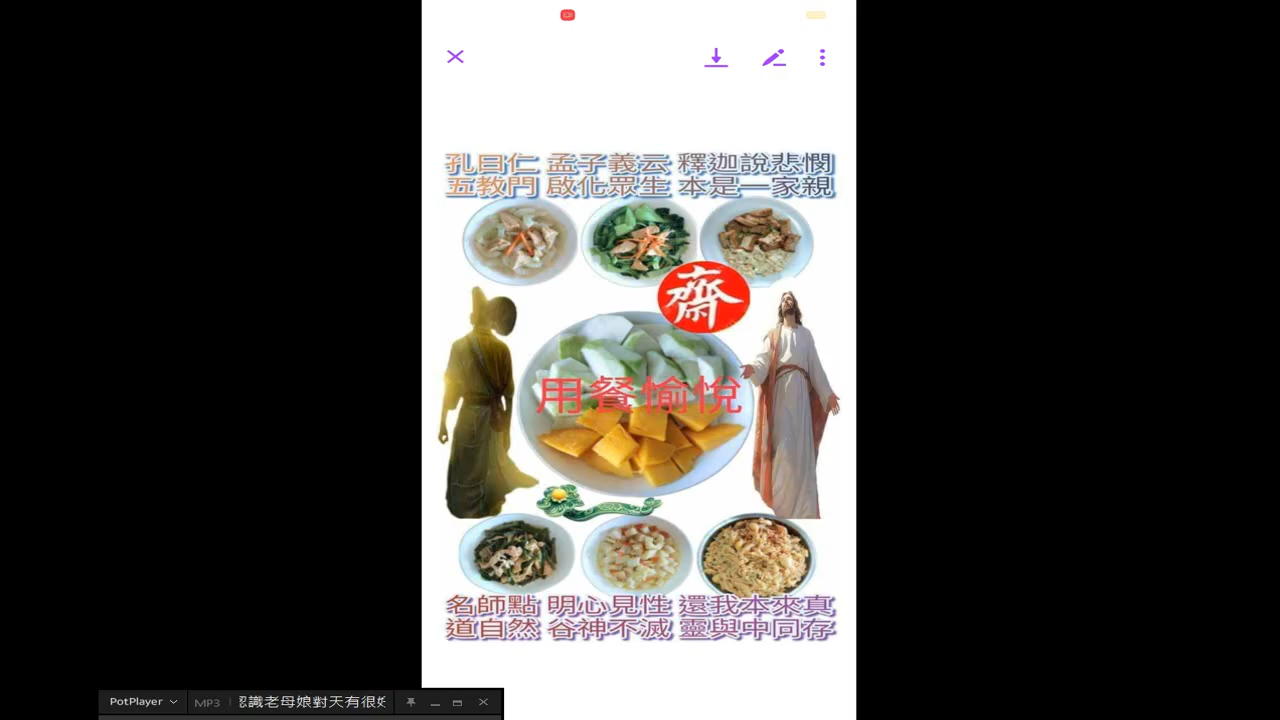 孔曰仁 孟子義云 釋迦說悲憫
五教門 啟化眾生 本是一家親
齋
用餐愉悅
名師點 明心見性 還我本來真
道自然 谷神不滅 靈與中同存
PotPlayer MP3 認識老母娘對天有很